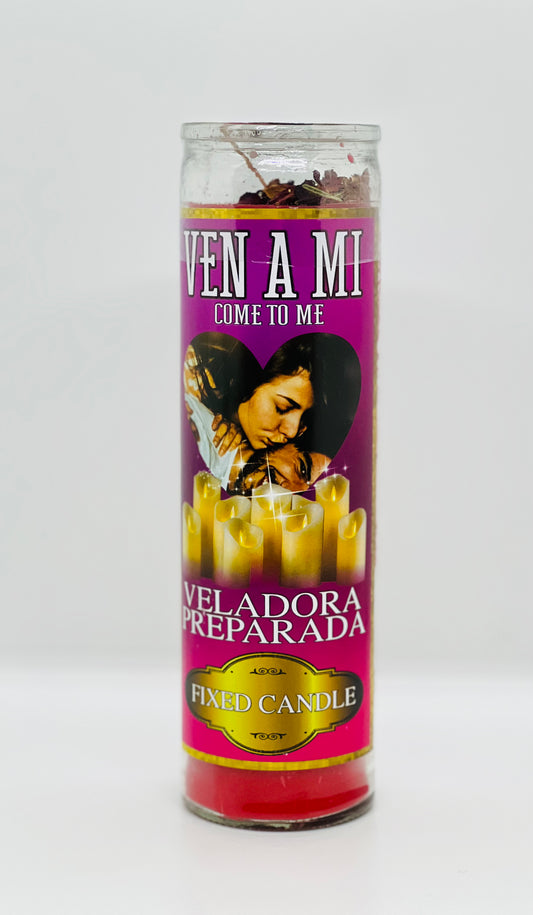 VEN A MI
COME TO ME
VELADORA
PREPARADA
FIXED CANDLE